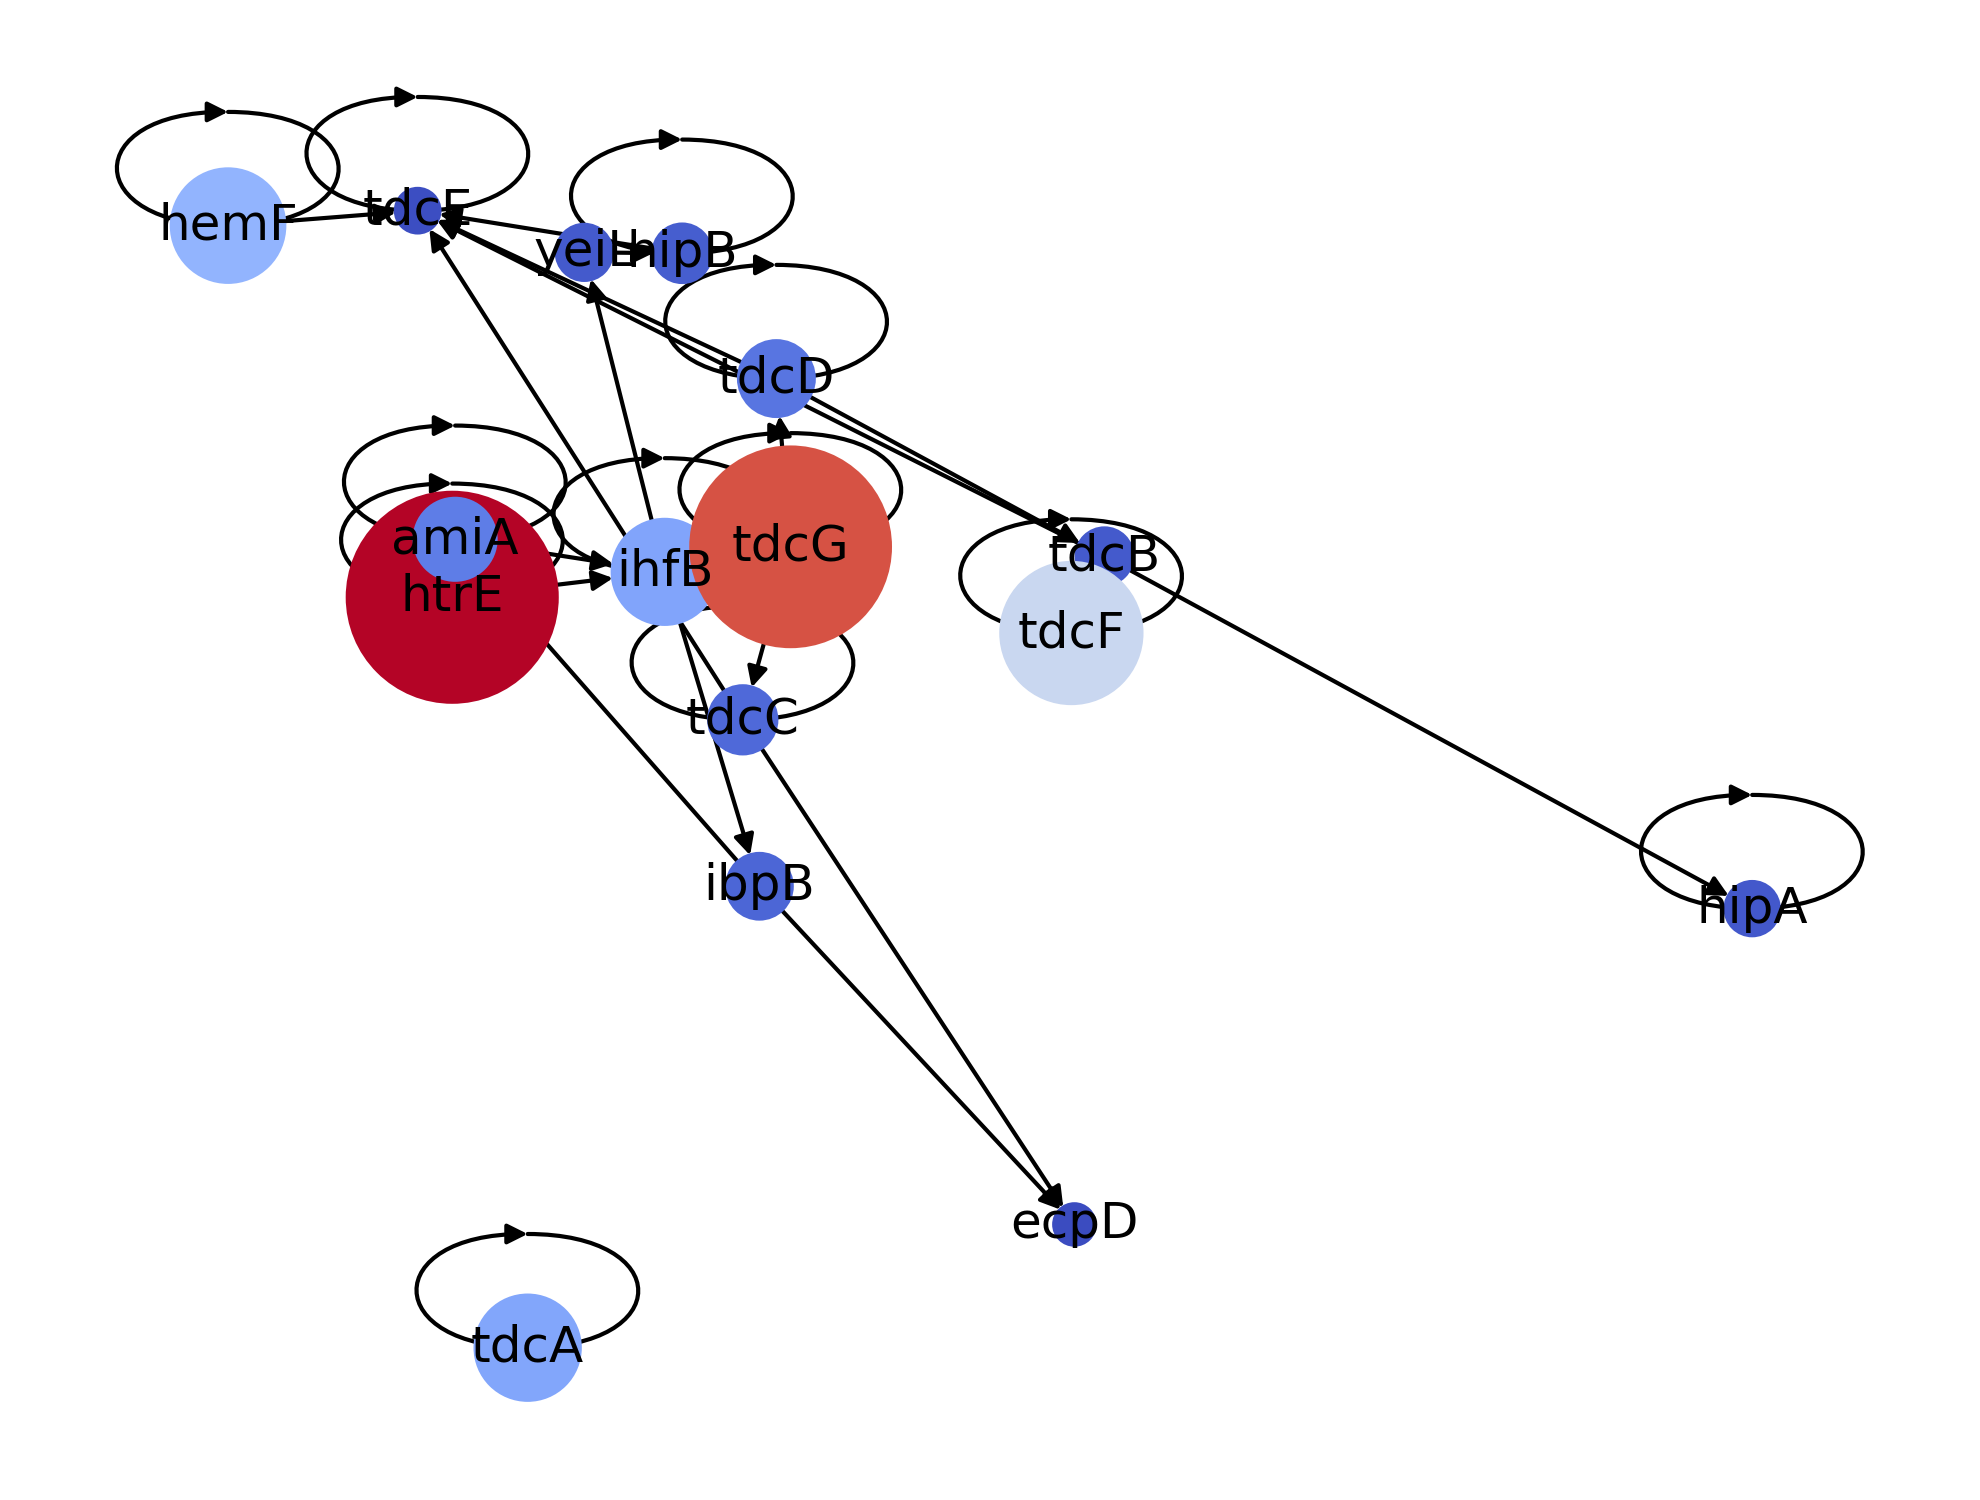 hemF
tdcE
yeiL
hipB
tdcD
amiA
tdcG
tdcB
ihfB
htrE
tdcF
tdcC
ibpB
hipA
ecpD
tdcA